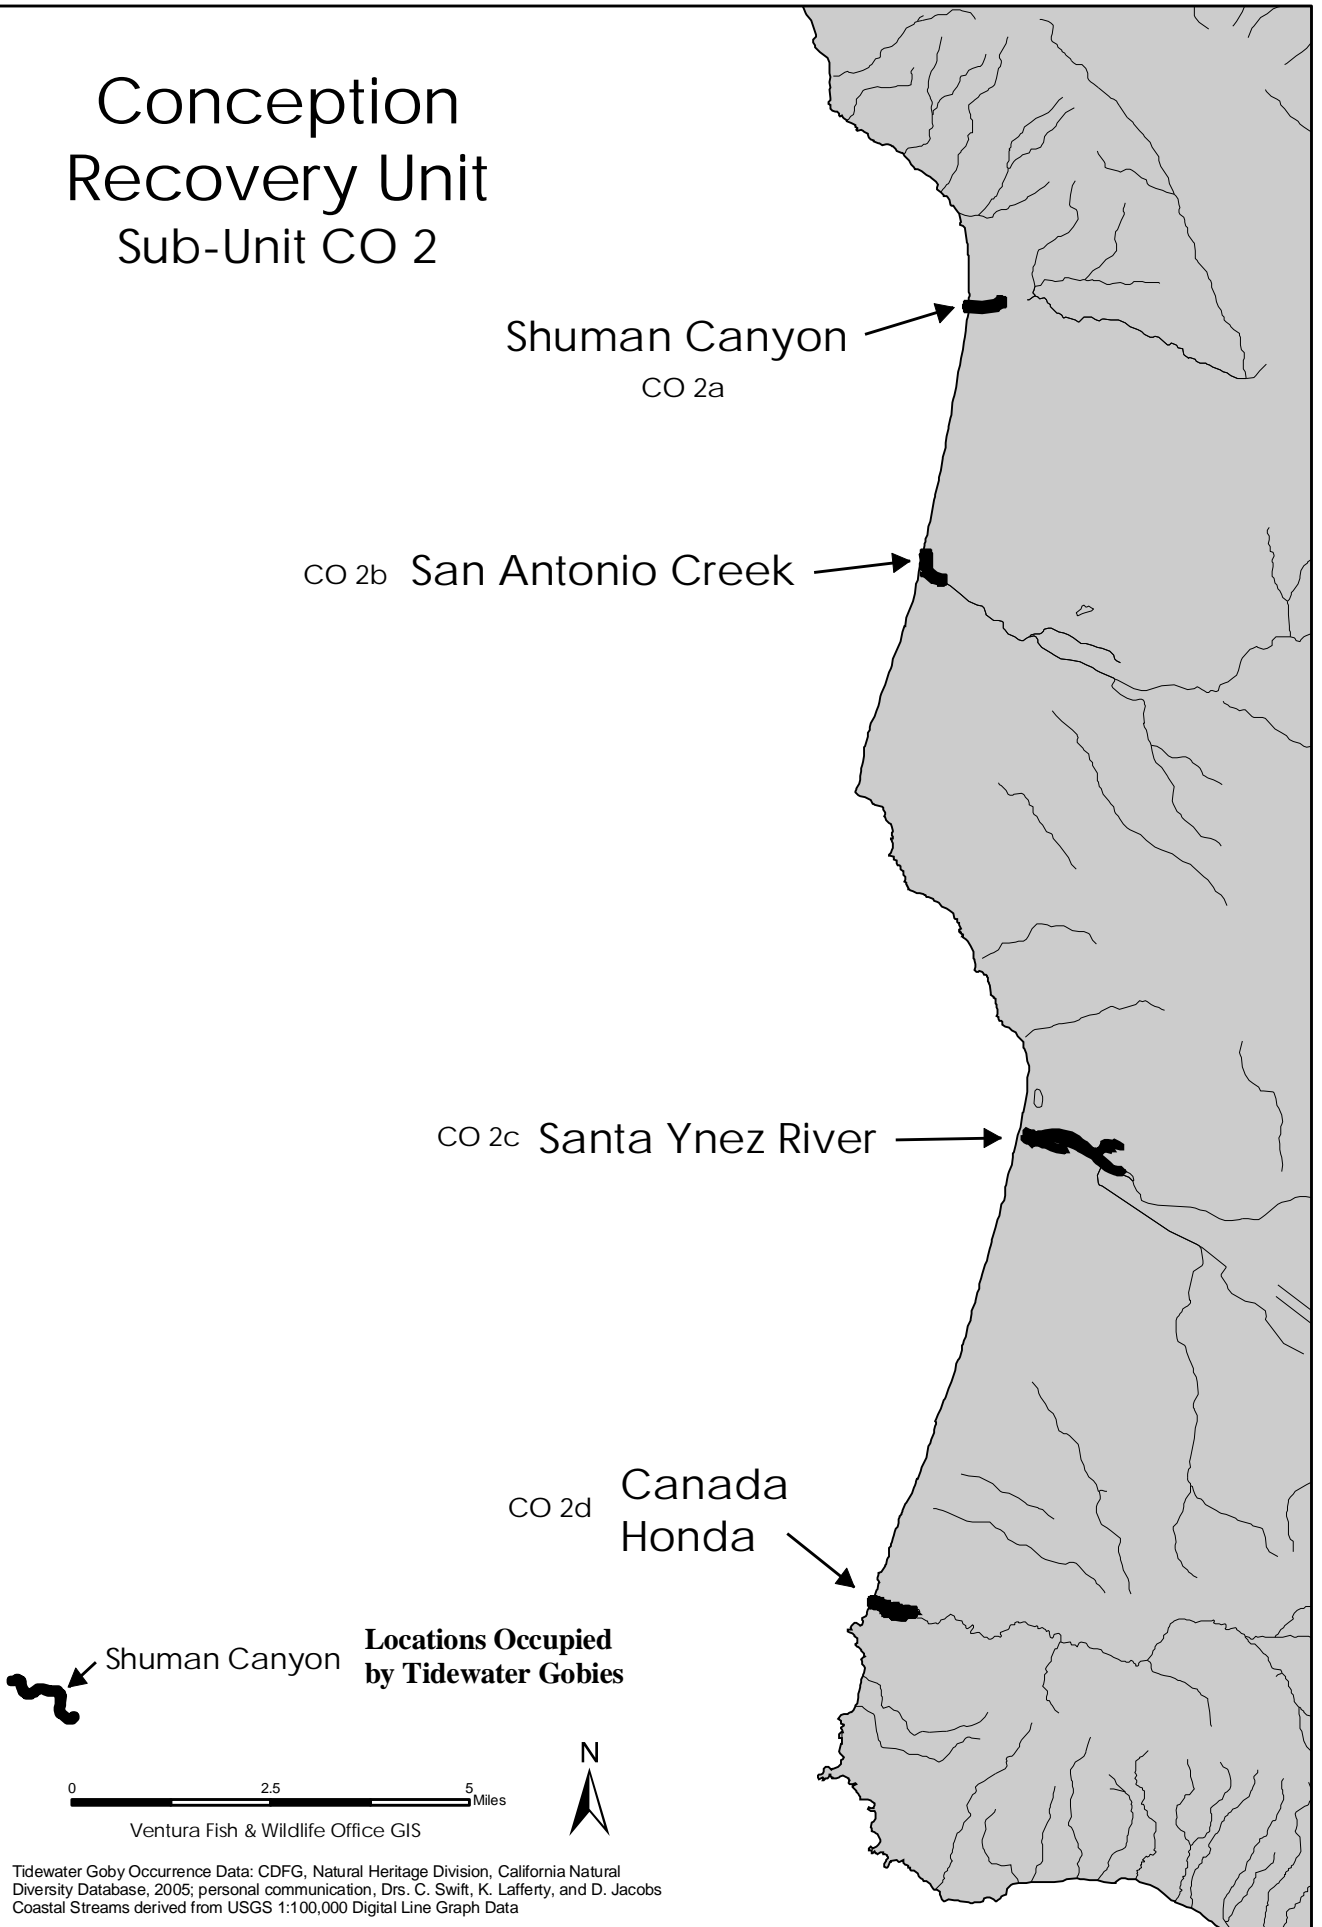 Conception
Recovery Unit
Sub-Unit CO 2
Shuman Canyon
CO 2a
CO 2b San Antonio Creek
CO 2c Santa Ynez River
CO 2d Canada
Honda
Shuman Canyon
Locations Occupied
by Tidewater Gobies
N
0 2.5 5
Miles
Ventura Fish & Wildlife Office GIS
Tidewater Goby Occurrence Data: CDFG, Natural Heritage Division, California Natural
Diversity Database, 2005; personal communication, Drs. C. Swift, K. Lafferty, and D. Jacobs
Coastal Streams derived from USGS 1:100,000 Digital Line Graph Data